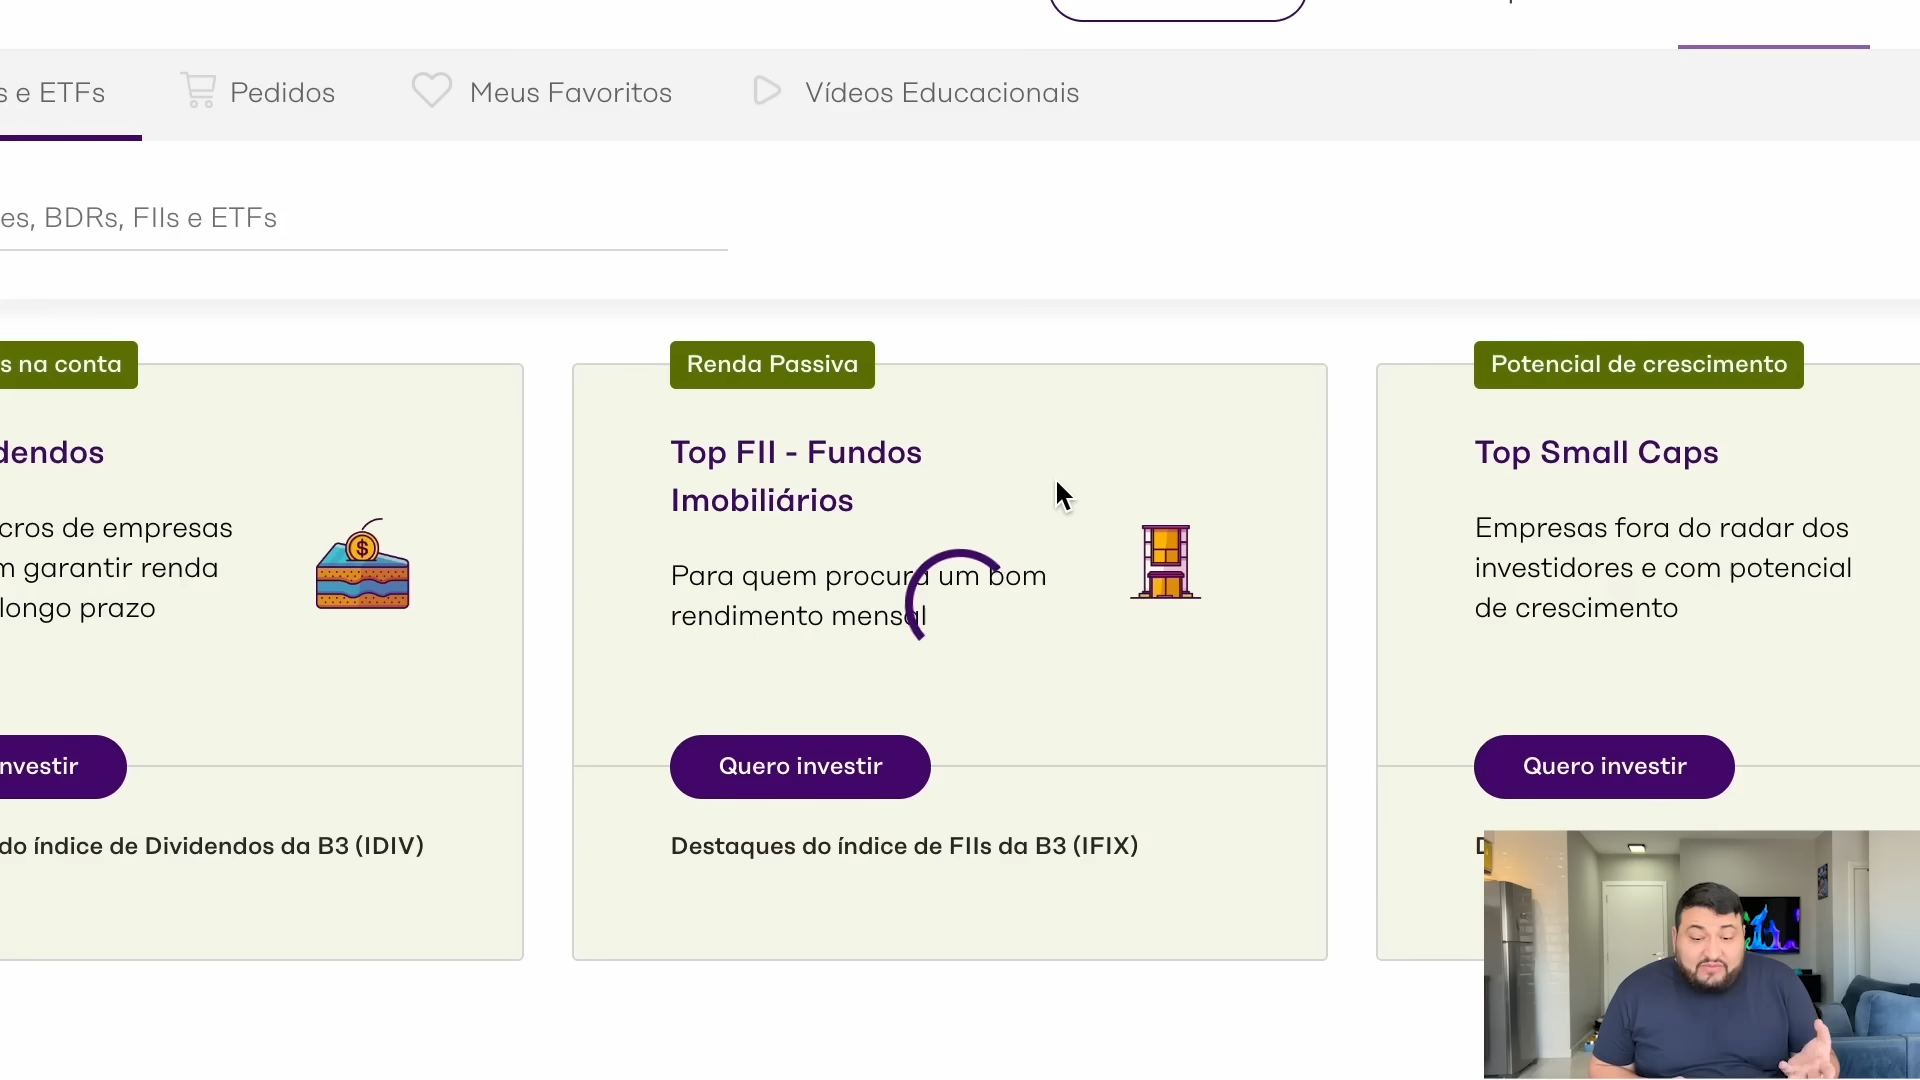 s e ETFs
Pedidos
Meus Favoritos
Vídeos Educacionais
es, BDRs, FIIs e ETFs
s na conta
Renda Passiva
Potencial de crescimento
dendos
Top FII - Fundos
Imobiliários
Top Small Caps
cros de empresas
m garantir renda
longo prazo
Para quem procura um bom
rendimento mensal
Empresas fora do radar dos
investidores e com potencial
de crescimento
nvestir
Quero investir
Quero investir
do índice de Dividendos da B3 (IDIV)
Destaques do índice de FIIs da B3 (IFIX)